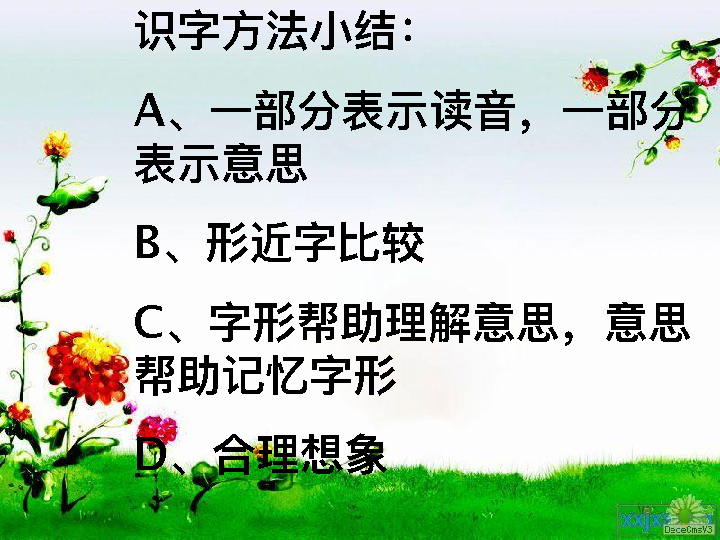 识字方法小结：
A、一部分表示读音，一部分
表示意思
B、形近字比较
C、字形帮助理解意思，意思
帮助记忆字形
D、合理想象
DedeCmsV3